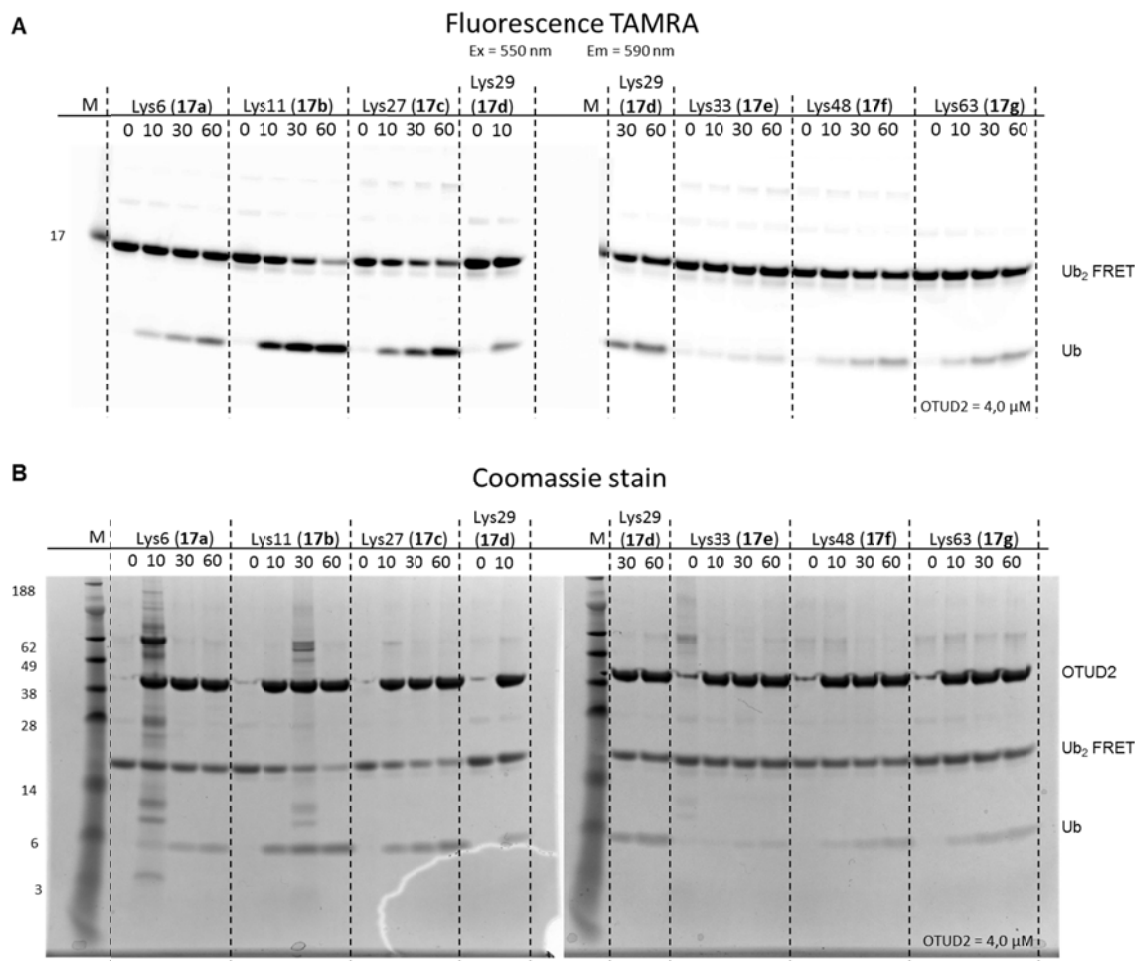 A
Fluorescence TAMRA
Ex = 550 nm Em = 590 nm
M Lys6 (17a) Lys11 (17b) Lys27 (17c) Lys29 (17d) M Lys29 (17d) Lys33 (17e) Lys48 (17f) Lys63 (17g)
0 10 30 60 0 10 30 60 0 10 30 60 0 10 30 60 0 10 30 60 0 10 30 60 0 10 30 60
17
Ub2 FRET
Ub
OTUD2 = 4,0 µM
B
Coomassie stain
M Lys6 (17a) Lys11 (17b) Lys27 (17c) Lys29 (17d) M Lys29 (17d) Lys33 (17e) Lys48 (17f) Lys63 (17g)
0 10 30 60 0 10 30 60 0 10 30 60 0 10 30 60 0 10 30 60 0 10 30 60 0 10 30 60
188
62
49
OTUD2
38
28
Ub2 FRET
14
Ub
6
3
OTUD2 = 4,0 µM